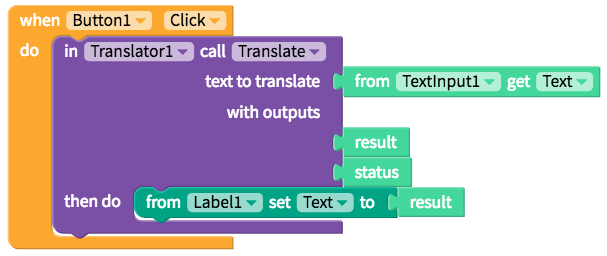 when Button1 Click
do in Translator1 call Translate
text to translate from TextInput1 get Text
with outputs
result
status
then do from Label1 set Text to result